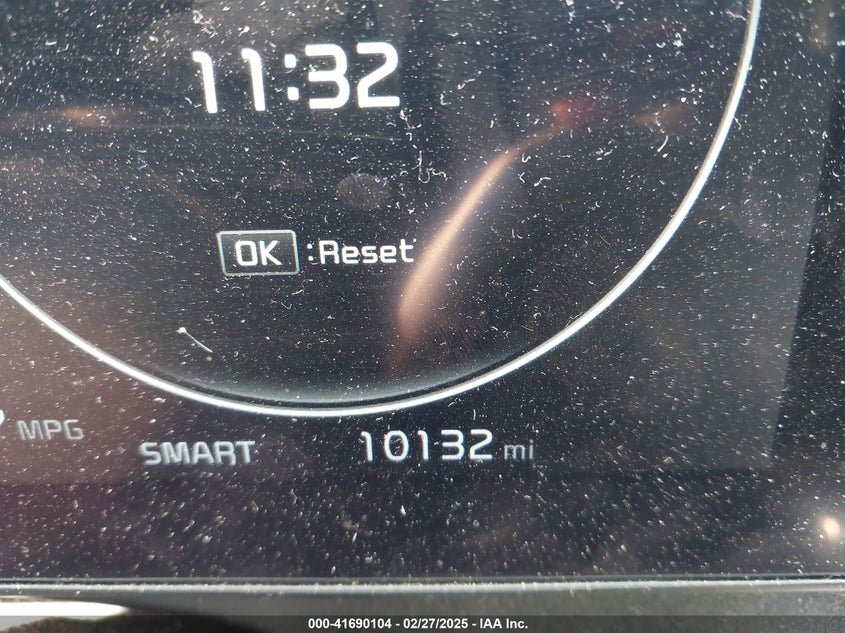 11:32
OK :Reset
MPG
SMART 10132 mi
000-41690104 | 02/27/2025 - IAA Inc.